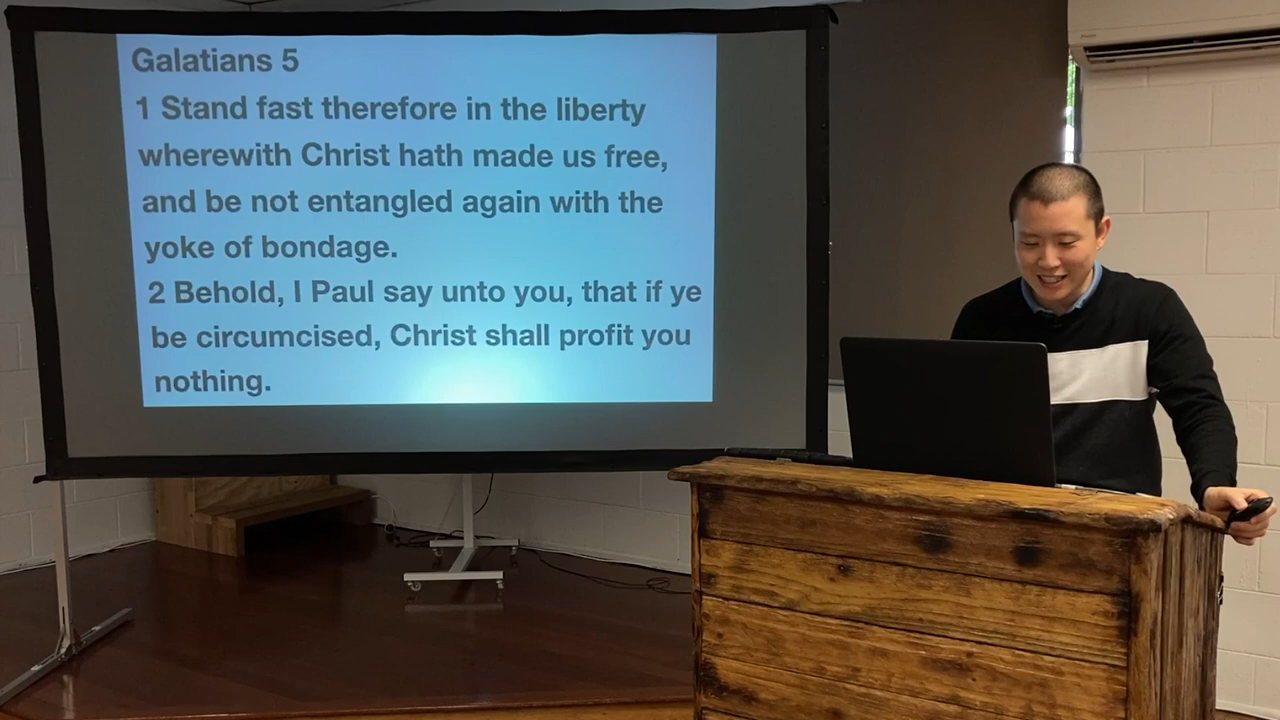 Galatians 5
1 Stand fast therefore in the liberty
wherewith Christ hath made us free,
and be not entangled again with the
yoke of bondage.
2 Behold, I Paul say unto you, that if ye
be circumcised, Christ shall profit you
nothing.